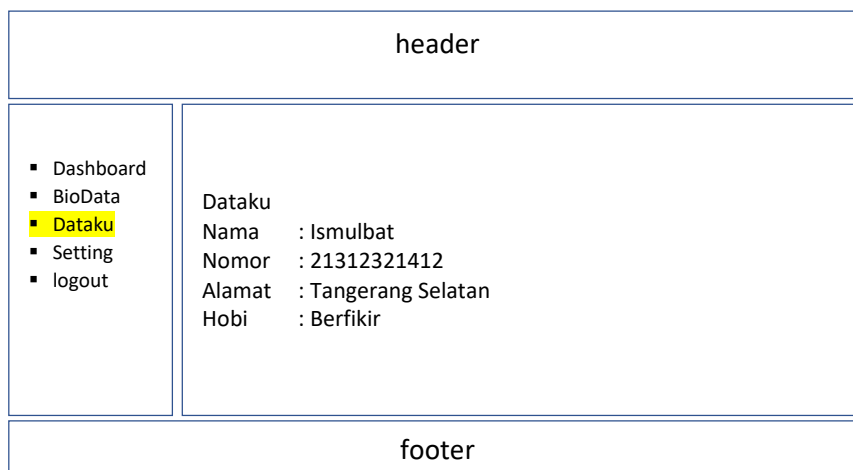 header
▪ Dashboard
▪ BioData
▪ Dataku
▪ Setting
▪ logout
Dataku
Nama : Ismulbat
Nomor : 21312321412
Alamat : Tangerang Selatan
Hobi : Berfikir
footer